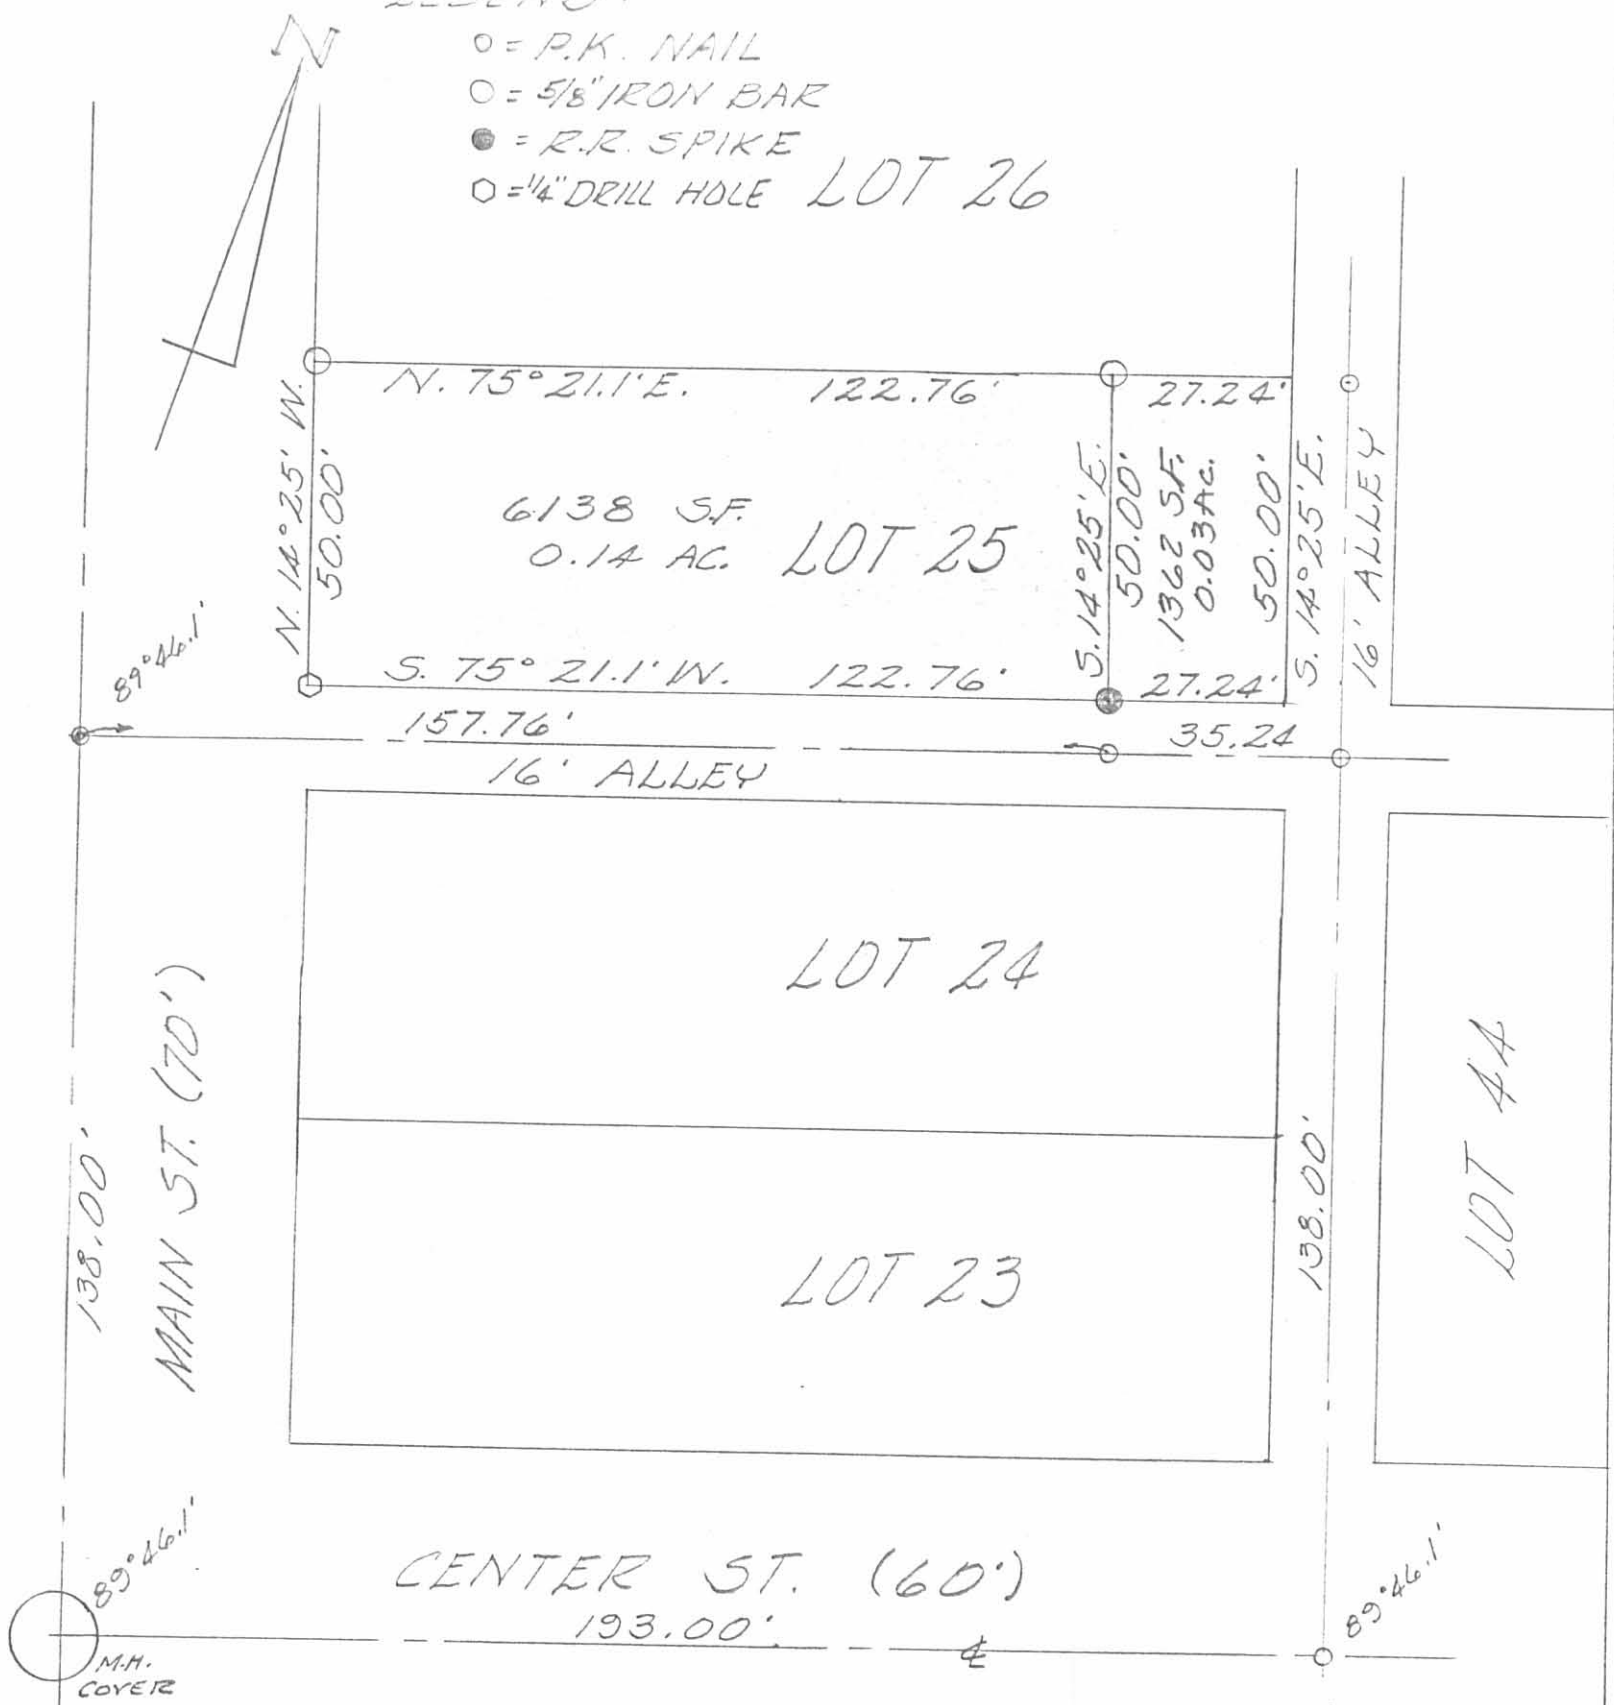 LEGEND
N
○ = P.K. NAIL
○ = 5/8" IRON BAR
● = R.R. SPIKE
⬡ = 1/4" DRILL HOLE
LOT 26
N. 75° 21.1' E. 122.76'
27.24'
N. 14° 25' W.
50.00'
6138 S.F.
0.14 AC.
LOT 25
S. 14° 25' E.
50.00'
1362 S.F.
0.03 AC.
50.00'
S. 14° 25' E.
16' ALLEY
S. 75° 21.1' W. 122.76'
27.24'
89° 46.1'
157.76'
35.24
16' ALLEY
LOT 24
MAIN ST. (70')
138.00'
LOT 23
138.00'
LOT 44
89° 46.1'
CENTER ST. (60')
193.00'
℄
89° 46.1'
M.H.
COVER